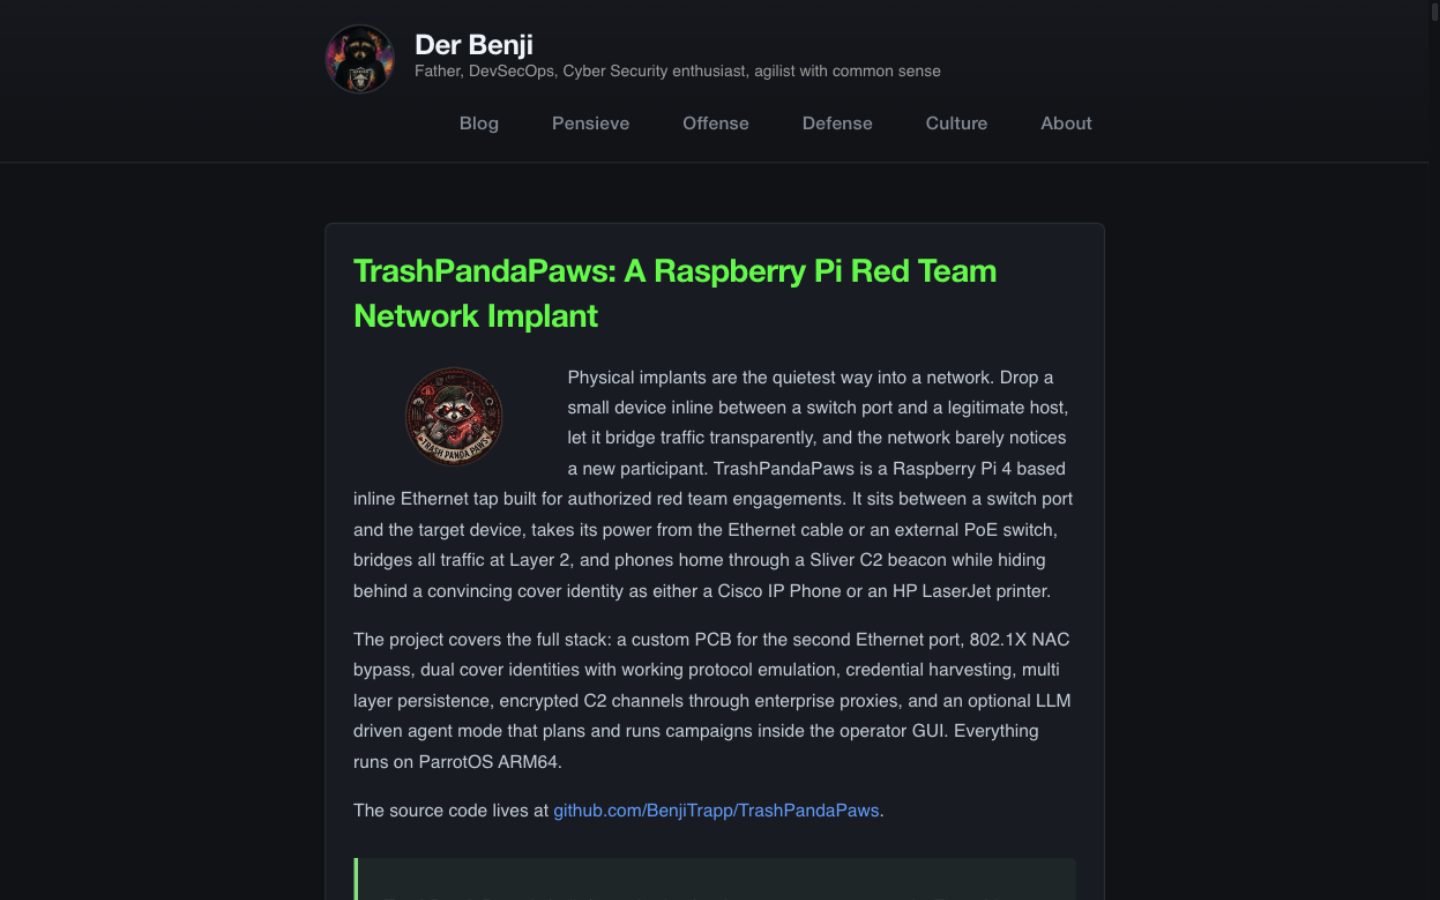 Der Benji
Father, DevSecOps, Cyber Security enthusiast, agilist with common sense
Blog Pensieve Offense Defense Culture About
TrashPandaPaws: A Raspberry Pi Red Team
Network Implant
TRASH PANDA PAWS
Physical implants are the quietest way into a network. Drop a
small device inline between a switch port and a legitimate host,
let it bridge traffic transparently, and the network barely notices
a new participant. TrashPandaPaws is a Raspberry Pi 4 based
inline Ethernet tap built for authorized red team engagements. It sits between a switch port
and the target device, takes its power from the Ethernet cable or an external PoE switch,
bridges all traffic at Layer 2, and phones home through a Sliver C2 beacon while hiding
behind a convincing cover identity as either a Cisco IP Phone or an HP LaserJet printer.
The project covers the full stack: a custom PCB for the second Ethernet port, 802.1X NAC
bypass, dual cover identities with working protocol emulation, credential harvesting, multi
layer persistence, encrypted C2 channels through enterprise proxies, and an optional LLM
driven agent mode that plans and runs campaigns inside the operator GUI. Everything
runs on ParrotOS ARM64.
The source code lives at github.com/BenjiTrapp/TrashPandaPaws.